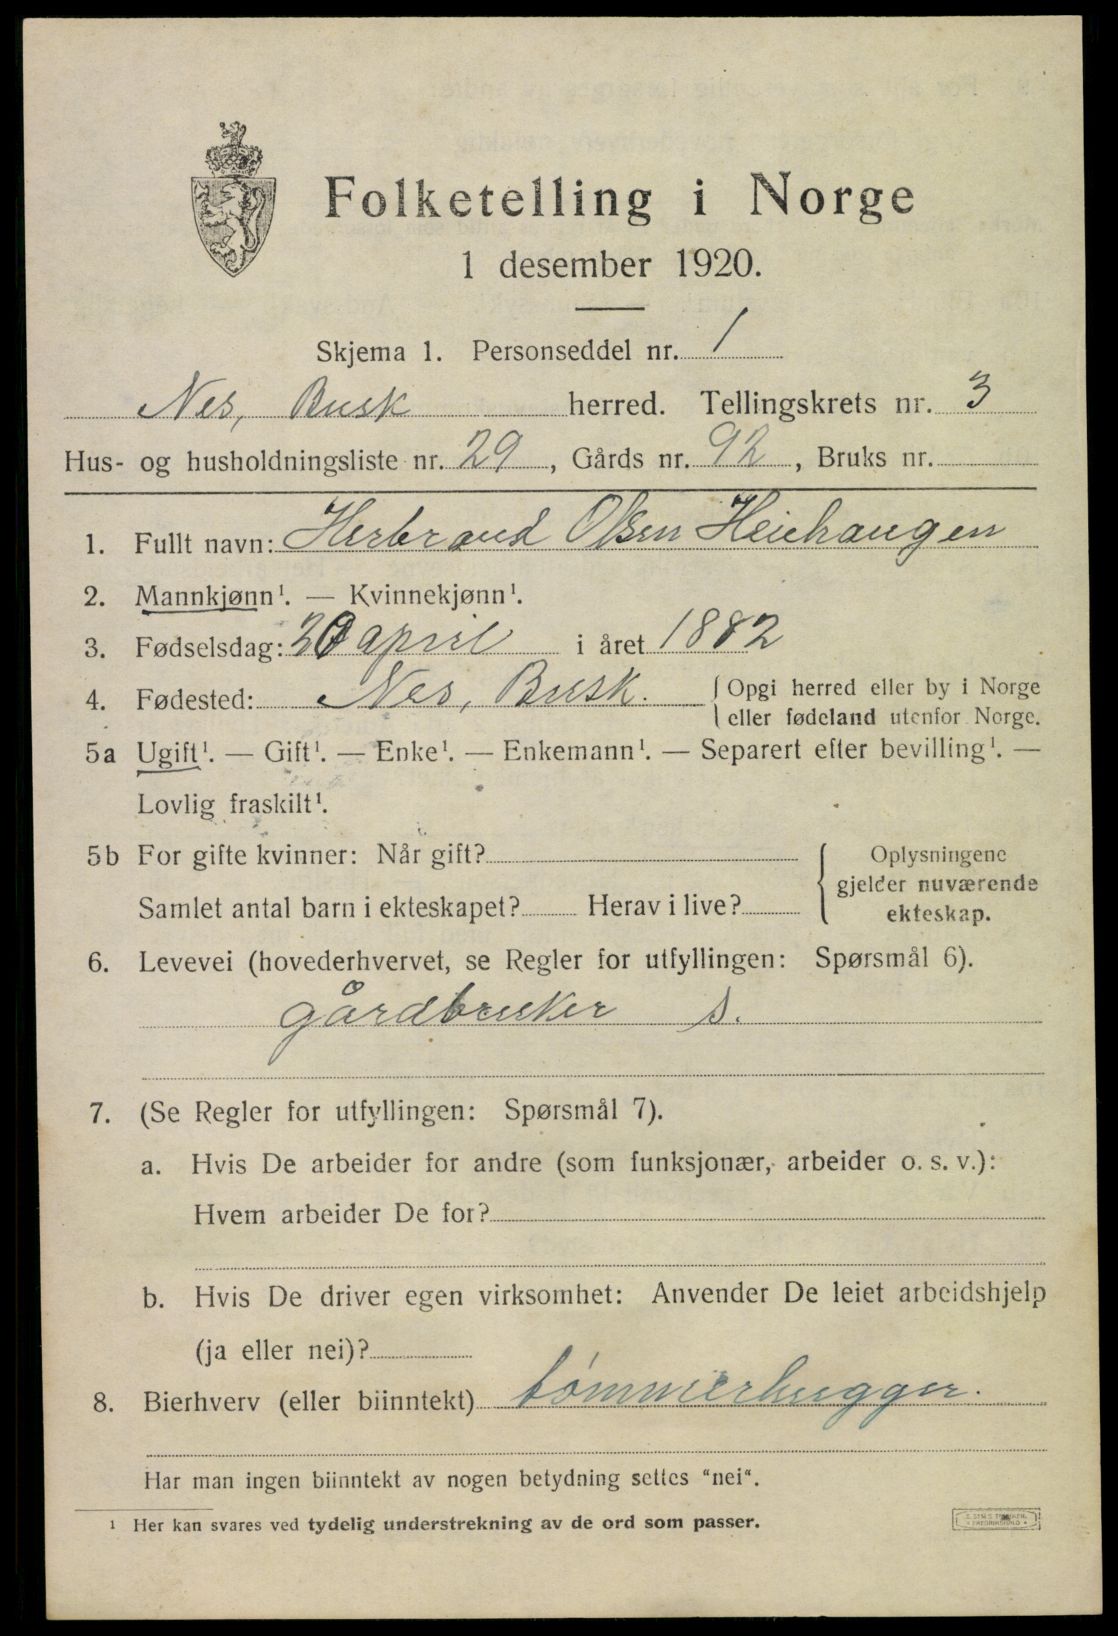 Folketelling i Norge
1 desember 1920.
Skjema 1. Personseddel nr. 1
Nes, Busk herred. Tellingskrets nr. 3
Hus- og husholdningsliste nr. 29, Gårds nr. 92, Bruks nr.
1. Fullt navn: Herbrand Olsen Heiehaugen
2. Mannkjønn¹. — Kvinnekjønn¹.
3. Fødselsdag: 20 april i året 1882
4. Fødested: Nes, Busk. { Opgi herred eller by i Norge
eller fødeland utenfor Norge.
5a Ugift¹. — Gift¹. — Enke¹. — Enkemann¹. — Separert efter bevilling¹. —
Lovlig fraskilt¹.
5b For gifte kvinner: Når gift?
Samlet antal barn i ekteskapet? Herav i live?
{ Oplysningene
gjelder nuværende
ekteskap.
6. Levevei (hovederhvervet, se Regler for utfyllingen: Spørsmål 6).
gårdbruker s.
7. (Se Regler for utfyllingen: Spørsmål 7).
a. Hvis De arbeider for andre (som funksjonær, arbeider o. s. v.):
Hvem arbeider De for?
b. Hvis De driver egen virksomhet: Anvender De leiet arbeidshjelp
(ja eller nei)?
8. Bierhverv (eller biinntekt) tømmerhugger.
Har man ingen biinntekt av nogen betydning settes "nei".
¹ Her kan svares ved tydelig understrekning av de ord som passer.